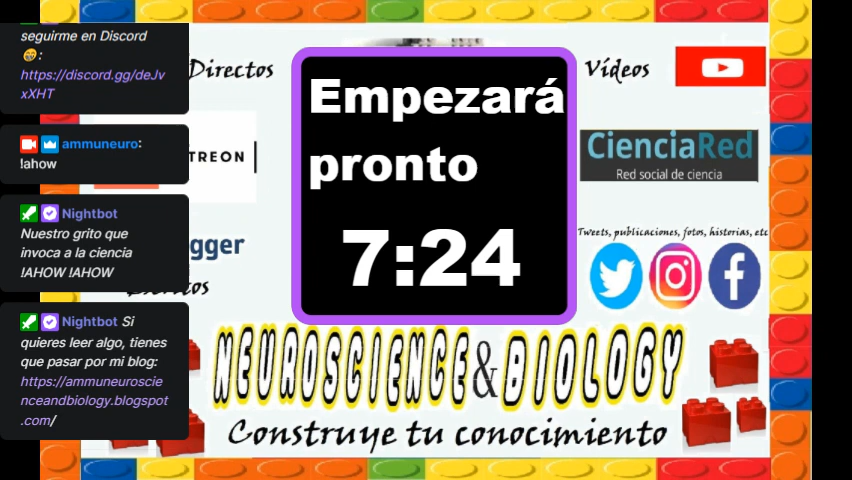 seguirme en Discord
😁:
https://discord.gg/deJv
xXHT
ammuneuro:
!ahow
Nightbot
Nuestro grito que
invoca a la ciencia
IAHOW IAHOW
Nightbot Si
quieres leer algo, tienes
que pasar por mi blog:
https://ammuneuroscie
nceandbiology.blogspot
.com/
Directos
TREON
gger
Empezará
pronto
7:24
Vídeos
CienciaRed
Red social de ciencia
Tweets, publicaciones, fotos, historias, etc
NEUROSCIENCE & BIOLOGY
Construye tu conocimiento